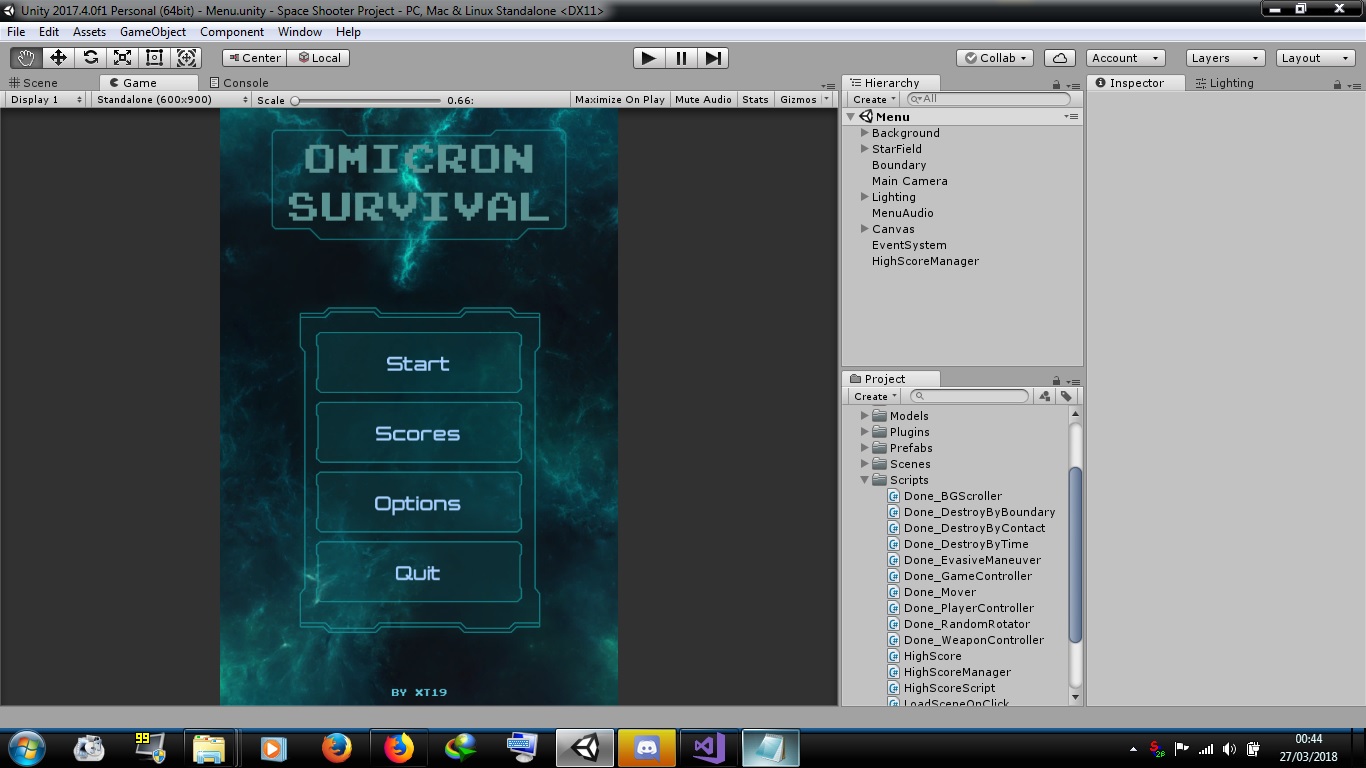 Unity 2017.4.0f1 Personal (64bit) - Menu.unity - Space Shooter Project - PC, Mac & Linux Standalone <DX11>
File Edit Assets GameObject Component Window Help
Center Local Collab Account Layers Layout
Scene Game Console
Display 1 Standalone (600x900) Scale 0.66: Maximize On Play Mute Audio Stats Gizmos
OMICRON
SURVIVAL
Start
Scores
Options
Quit
BY XT19
Hierarchy
Create All
Menu
Background
StarField
Boundary
Main Camera
Lighting
MenuAudio
Canvas
EventSystem
HighScoreManager
Project
Create
Models
Plugins
Prefabs
Scenes
Scripts
Done_BGScroller
Done_DestroyByBoundary
Done_DestroyByContact
Done_DestroyByTime
Done_EvasiveManeuver
Done_GameController
Done_Mover
Done_PlayerController
Done_RandomRotator
Done_WeaponController
HighScore
HighScoreManager
HighScoreScript
LoadSceneOnClick
Inspector Lighting
99
00:44
27/03/2018